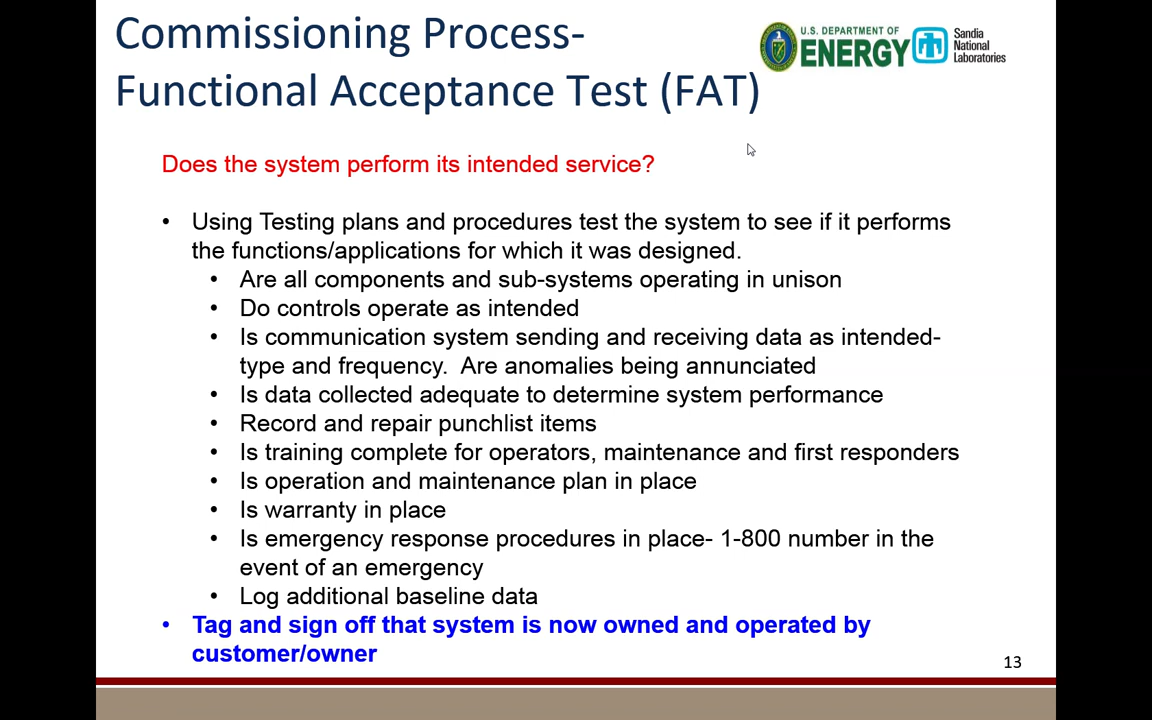 Commissioning Process-
Functional Acceptance Test (FAT)
U.S. DEPARTMENT OF
ENERGY
Sandia
National
Laboratories
Does the system perform its intended service?
• Using Testing plans and procedures test the system to see if it performs
the functions/applications for which it was designed.
• Are all components and sub-systems operating in unison
• Do controls operate as intended
• Is communication system sending and receiving data as intended-
type and frequency.  Are anomalies being annunciated
• Is data collected adequate to determine system performance
• Record and repair punchlist items
• Is training complete for operators, maintenance and first responders
• Is operation and maintenance plan in place
• Is warranty in place
• Is emergency response procedures in place- 1-800 number in the
event of an emergency
• Log additional baseline data
• Tag and sign off that system is now owned and operated by
customer/owner
13